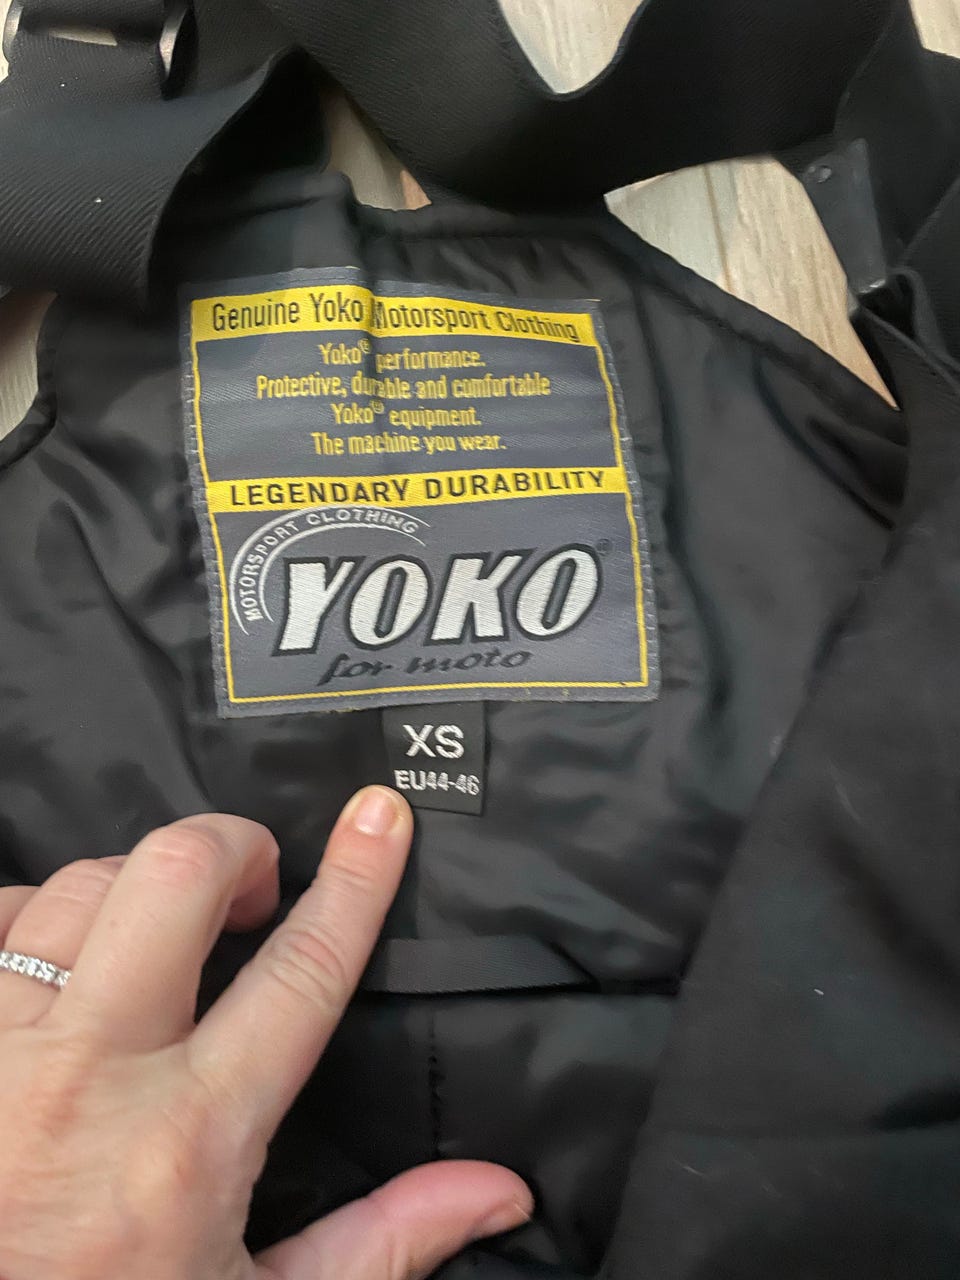 Genuine Yoko Motorsport Clothing
Yoko® performance.
Protective, durable and comfortable
Yoko® equipment.
The machine you wear.
LEGENDARY DURABILITY
MOTORSPORT CLOTHING
YOKO®
for moto
XS
EU44-46